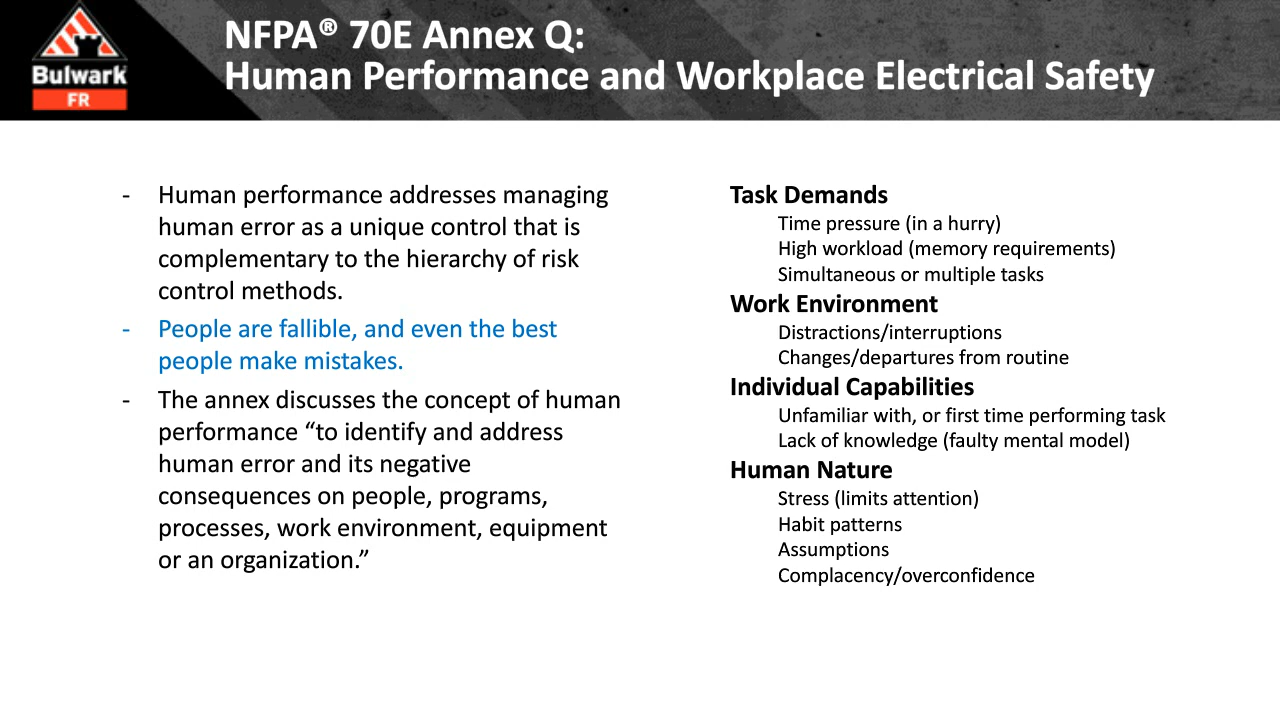 Bulwark
FR
NFPA® 70E Annex Q:
Human Performance and Workplace Electrical Safety
- Human performance addresses managing
human error as a unique control that is
complementary to the hierarchy of risk
control methods.
- People are fallible, and even the best
people make mistakes.
- The annex discusses the concept of human
performance “to identify and address
human error and its negative
consequences on people, programs,
processes, work environment, equipment
or an organization.”
Task Demands
Time pressure (in a hurry)
High workload (memory requirements)
Simultaneous or multiple tasks
Work Environment
Distractions/interruptions
Changes/departures from routine
Individual Capabilities
Unfamiliar with, or first time performing task
Lack of knowledge (faulty mental model)
Human Nature
Stress (limits attention)
Habit patterns
Assumptions
Complacency/overconfidence